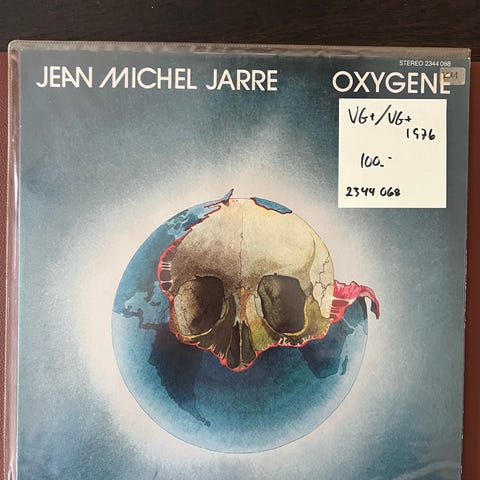 STEREO 2344 068
JEAN MICHEL JARRE OXYGENE
VG+/VG+
1976
100.-
2344 068